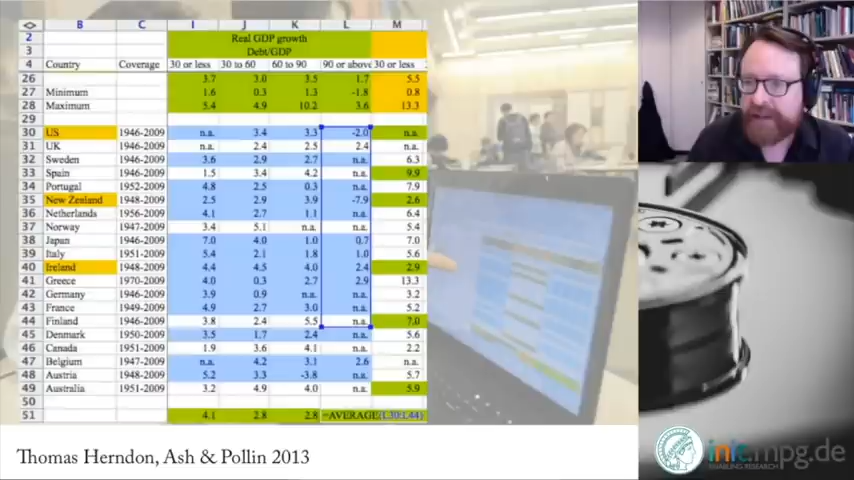 B C I J K L M
2 Real GDP growth
3 Debt/GDP
4 Country Coverage 30 or less 30 to 60 60 to 90 90 or above 30 or less
26 3.7 3.0 3.5 1.7 5.5
27 Minimum 1.6 0.3 1.3 -1.8 0.8
28 Maximum 5.4 4.9 10.2 3.6 13.3
29
30 US 1946-2009 n.a. 3.4 3.3 -2.0 n.a.
31 UK 1946-2009 n.a. 2.4 2.5 2.4 n.a.
32 Sweden 1946-2009 3.6 2.9 2.7 n.a. 6.3
33 Spain 1946-2009 1.5 3.4 4.2 n.a. 9.9
34 Portugal 1952-2009 4.8 2.5 0.3 n.a. 7.9
35 New Zealand 1948-2009 2.5 2.9 3.9 -7.9 2.6
36 Netherlands 1956-2009 4.1 2.7 1.1 n.a. 6.4
37 Norway 1947-2009 3.4 5.1 n.a. n.a. 5.4
38 Japan 1946-2009 7.0 4.0 1.0 0.7 7.0
39 Italy 1951-2009 5.4 2.1 1.8 1.0 5.6
40 Ireland 1948-2009 4.4 4.5 4.0 2.4 2.9
41 Greece 1970-2009 4.0 0.3 2.7 2.9 13.3
42 Germany 1946-2009 3.9 0.9 n.a. n.a. 3.2
43 France 1949-2009 4.9 2.7 3.0 n.a. 5.2
44 Finland 1946-2009 3.8 2.4 5.5 n.a. 7.0
45 Denmark 1950-2009 3.5 1.7 2.4 n.a. 5.6
46 Canada 1951-2009 1.9 3.6 4.1 n.a. 2.2
47 Belgium 1947-2009 n.a. 4.2 3.1 2.6 n.a.
48 Austria 1948-2009 5.2 3.3 -3.8 n.a. 5.7
49 Australia 1951-2009 3.2 4.9 4.0 n.a. 5.9
50
51 4.1 2.8 2.8 =AVERAGE(L30:L44)
Thomas Herndon, Ash & Pollin 2013
init.mpg.de
ENABLING RESEARCH